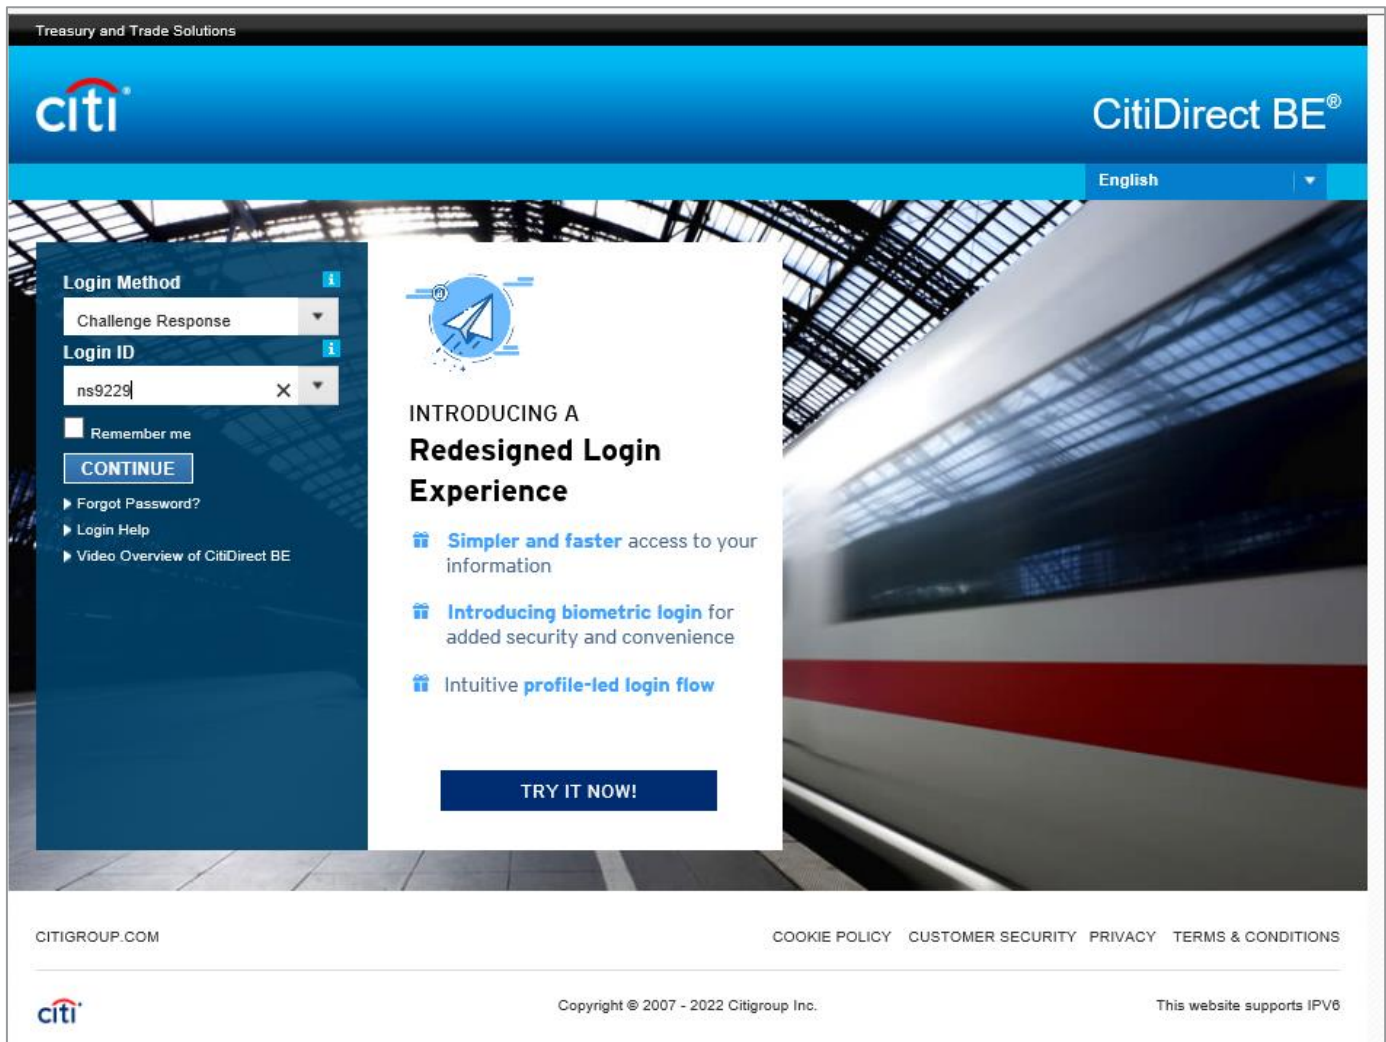 Treasury and Trade Solutions
citi®
CitiDirect BE®
English
Login Method
Challenge Response
Login ID
ns9229
Remember me
CONTINUE
Forgot Password?
Login Help
Video Overview of CitiDirect BE
INTRODUCING A
Redesigned Login
Experience
Simpler and faster access to your
information
Introducing biometric login for
added security and convenience
Intuitive profile-led login flow
TRY IT NOW!
CITIGROUP.COM
COOKIE POLICY CUSTOMER SECURITY PRIVACY TERMS & CONDITIONS
citi
Copyright © 2007 - 2022 Citigroup Inc.
This website supports IPV6